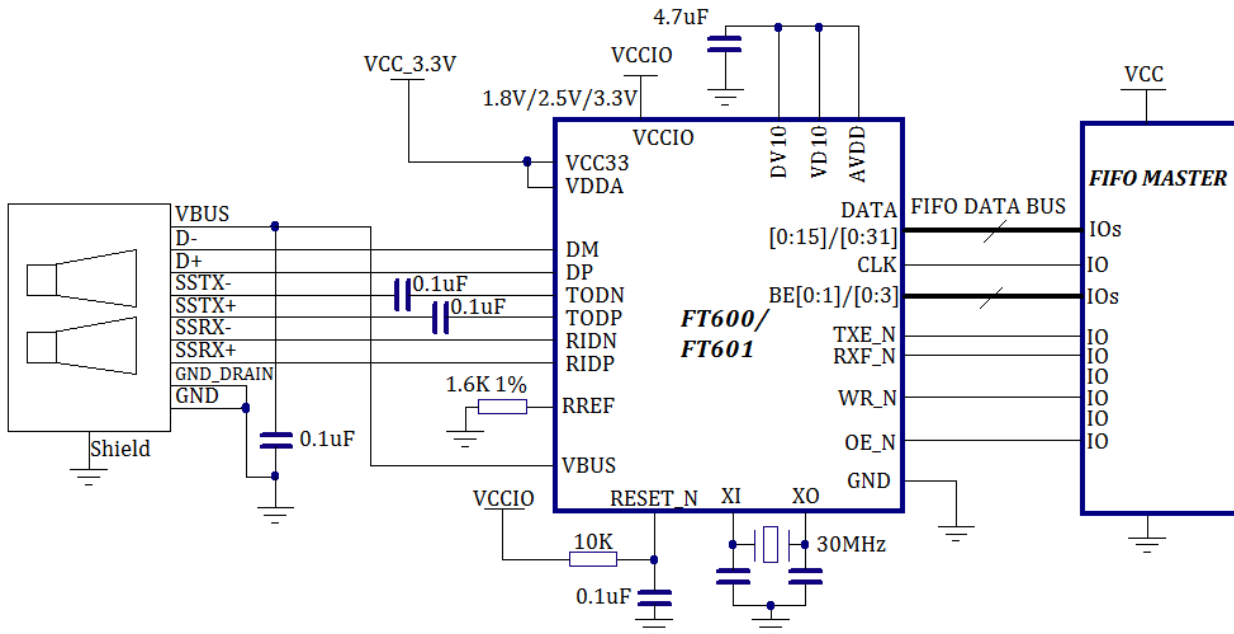 4.7uF
VCCIO
VCC_3.3V
VCC
1.8V/2.5V/3.3V
VCCIO
DV10
VD10
AVDD
VCC33
VDDA
FIFO MASTER
VBUS
D-
D+
SSTX-
SSTX+
SSRX-
SSRX+
GND_DRAIN
GND
Shield
0.1uF
0.1uF
0.1uF
DM
DP
TODN
TODP
RIDN
RIDP
1.6K 1%
RREF
VBUS
FT600/
FT601
DATA
[0:15]/[0:31]
FIFO DATA BUS
CLK
BE[0:1]/[0:3]
TXE_N
RXF_N
WR_N
OE_N
GND
IOs
IO
IOs
IO
IO
IO
IO
IO
IO
VCCIO
RESET_N
XI
XO
10K
30MHz
0.1uF